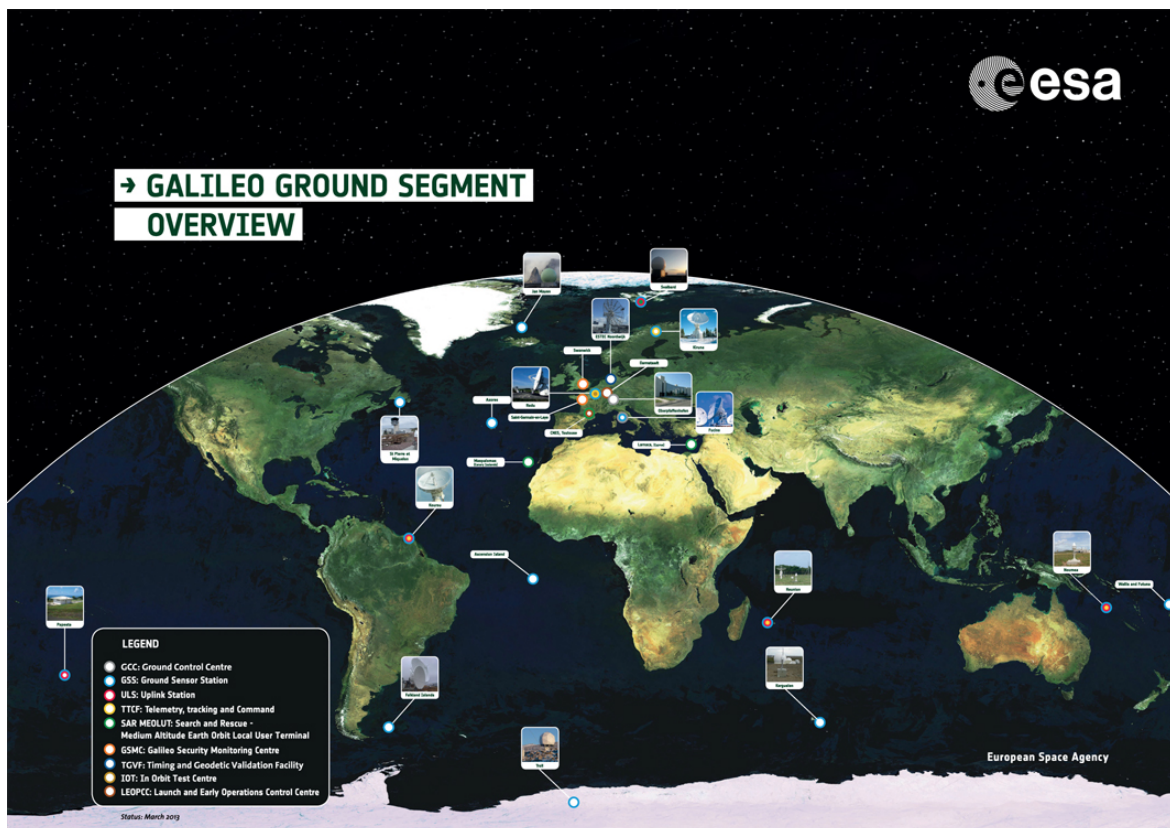 esa
→ GALILEO GROUND SEGMENT
OVERVIEW
Jan Mayen
Svalbard
ESTEC Noordwijk
Kiruna
Redu
Azores
Oberpfaffenhofen
Fucino
Saint-Germain-en-Laye
CNES, Toulouse
Larnaca, Cyprus
St Pierre et
Miquelon
Maspalomas
Kourou
Ascension Island
Reunion
Noumea
Wallis and Futuna
Papeete
Falkland Islands
Kerguelen
Troll
LEGEND
GCC: Ground Control Centre
GSS: Ground Sensor Station
ULS: Uplink Station
TTCF: Telemetry, tracking and Command
SAR MEOLUT: Search and Rescue -
Medium Altitude Earth Orbit Local User Terminal
GSMC: Galileo Security Monitoring Centre
TGVF: Timing and Geodetic Validation Facility
IOT: In Orbit Test Centre
LEOPCC: Launch and Early Operations Control Centre
European Space Agency
Status: March 2013